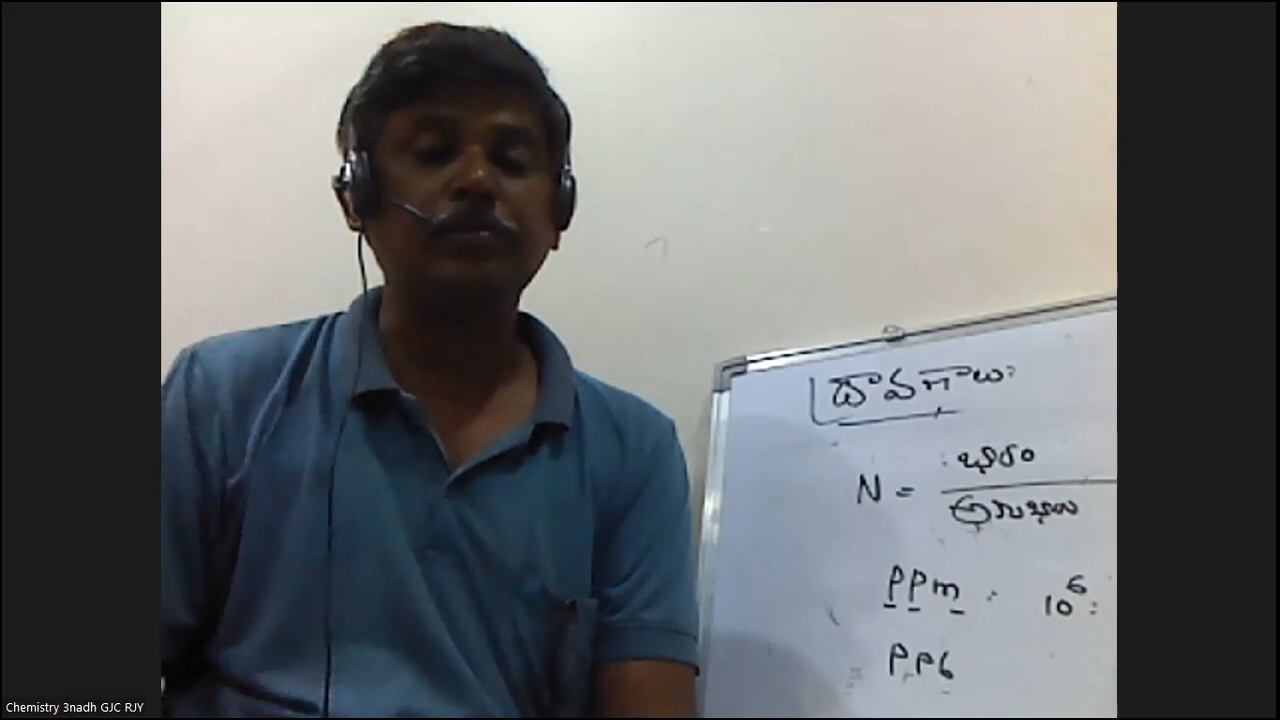 ద్రావణాలు:
N = భారం
ppm . 10⁶ :
ppb
Chemistry 3nadh GJC RJY